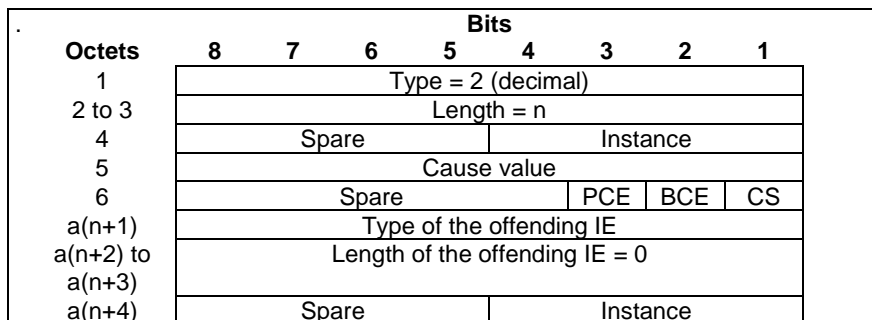 . Bits
Octets 8 7 6 5 4 3 2 1
1 Type = 2 (decimal)
2 to 3 Length = n
4 Spare Instance
5 Cause value
6 Spare PCE BCE CS
a(n+1) Type of the offending IE
a(n+2) to Length of the offending IE = 0
a(n+3)
a(n+4) Spare Instance